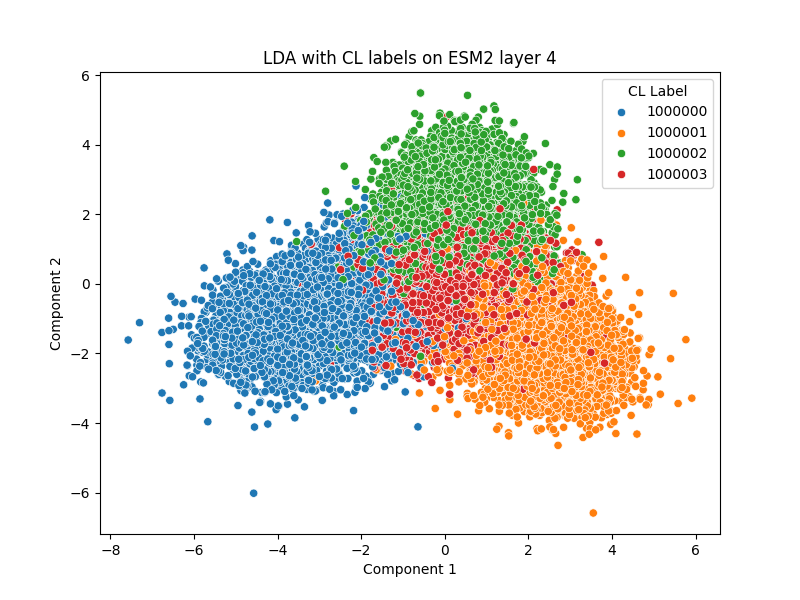 LDA with CL labels on ESM2 layer 4
CL Label
1000000
1000001
1000002
1000003
Component 2
6
4
2
0
−2
−4
−6
−8 −6 −4 −2 0 2 4 6
Component 1